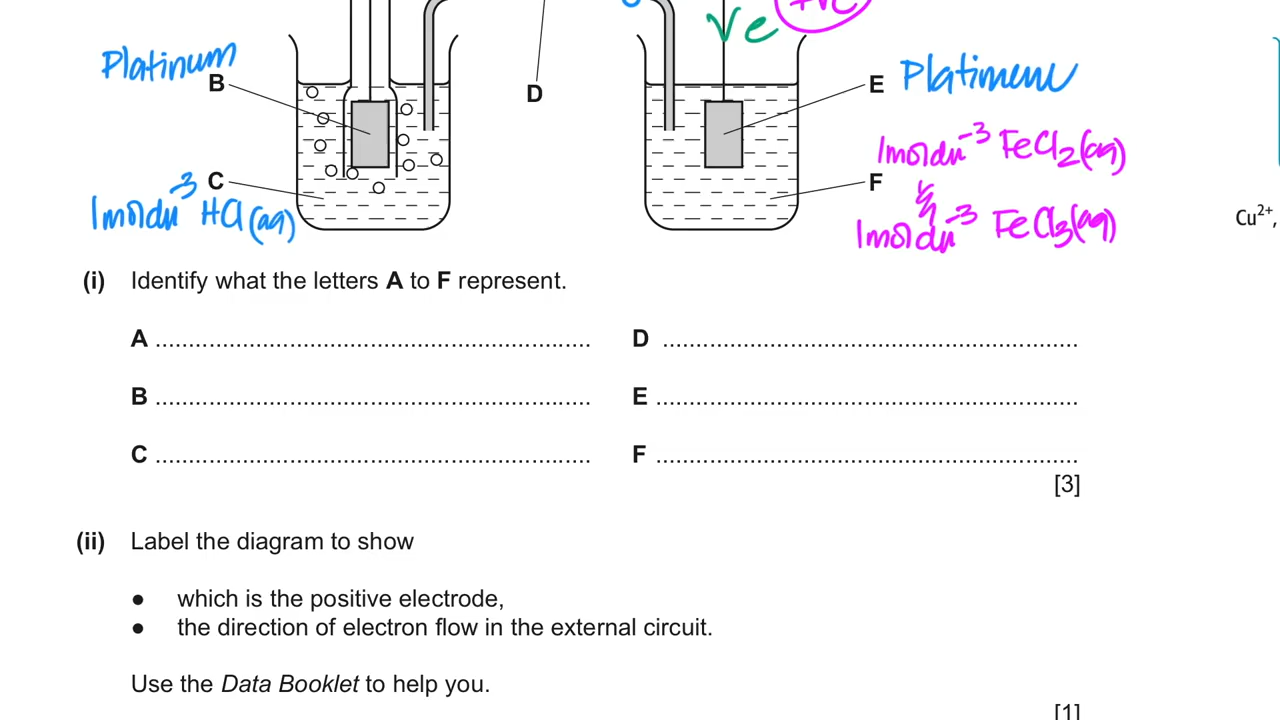 +ve
Ve
Platinum
B
D
E Platimem
1moldm-3 FeCl2(aq)
C
F
1moldm-3 HCl(aq)
&
1moldm-3 FeCl3(aq)
Cu2+,
(i) Identify what the letters A to F represent.
A ............................................................ D ............................................................
B ............................................................ E ............................................................
C ............................................................ F ............................................................
[3]
(ii) Label the diagram to show
● which is the positive electrode,
● the direction of electron flow in the external circuit.
Use the Data Booklet to help you.
[1]